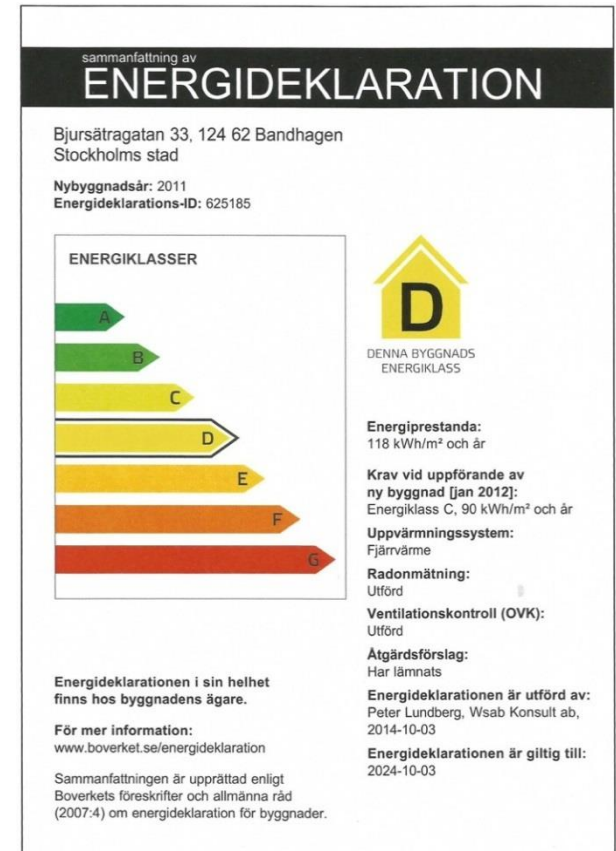 sammanfattning av
ENERGIDEKLARATION
Bjursätragatan 33, 124 62 Bandhagen
Stockholms stad
Nybyggnadsår: 2011
Energideklarations-ID: 625185
ENERGIKLASSER
A
B
C
D
E
F
G
D
DENNA BYGGNADS
ENERGIKLASS
Energiprestanda:
118 kWh/m² och år
Krav vid uppförande av
ny byggnad [jan 2012]:
Energiklass C, 90 kWh/m² och år
Uppvärmningssystem:
Fjärrvärme
Radonmätning:
Utförd
Ventilationskontroll (OVK):
Utförd
Åtgärdsförslag:
Har lämnats
Energideklarationen är utförd av:
Peter Lundberg, Wsab Konsult ab,
2014-10-03
Energideklarationen är giltig till:
2024-10-03
Energideklarationen i sin helhet
finns hos byggnadens ägare.
För mer information:
www.boverket.se/energideklaration
Sammanfattningen är upprättad enligt
Boverkets föreskrifter och allmänna råd
(2007:4) om energideklaration för byggnader.